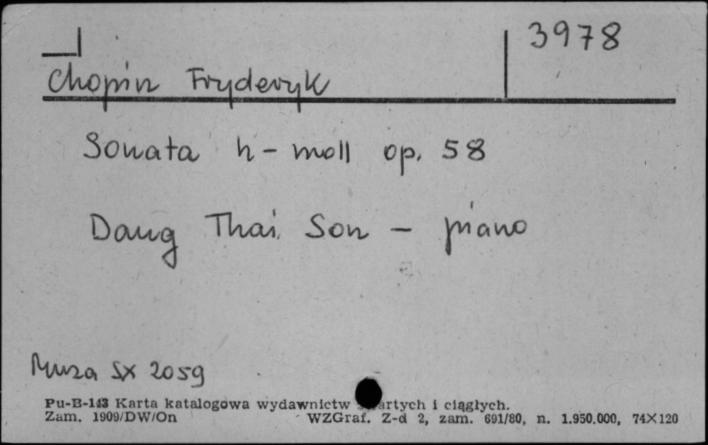 3978
Chopin Fryderyk
Sonata h-moll op. 58
Dang Thai Son - piano
Muza SX 2059
Pu-B-143 Karta katalogowa wydawnictw artych i ciągłych.
Zam. 1909/DW/On WZGraf. Z-d 2, zam. 691/80, n. 1.950.000, 74X120